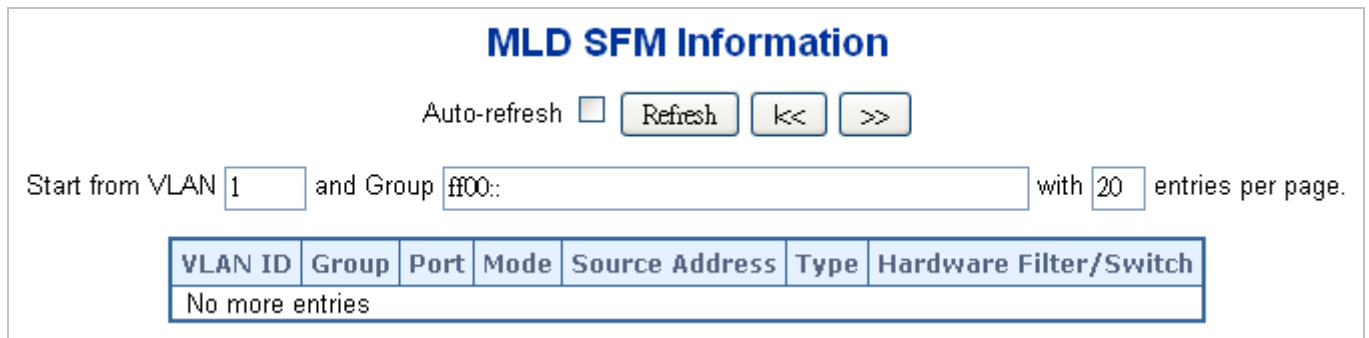 MLD SFM Information
Auto-refresh Refresh |<< >>
Start from VLAN 1 and Group ff00:: with 20 entries per page.
VLAN ID Group Port Mode Source Address Type Hardware Filter/Switch
No more entries